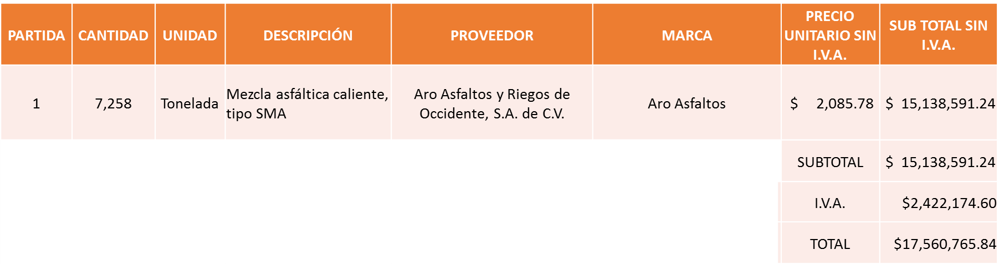 PARTIDA CANTIDAD UNIDAD DESCRIPCIÓN PROVEEDOR MARCA PRECIO UNITARIO SIN I.V.A. SUB TOTAL SIN I.V.A.
1 7,258 Tonelada Mezcla asfáltica caliente, tipo SMA Aro Asfaltos y Riegos de Occidente, S.A. de C.V. Aro Asfaltos $ 2,085.78 $ 15,138,591.24
SUBTOTAL $ 15,138,591.24
I.V.A. $2,422,174.60
TOTAL $17,560,765.84